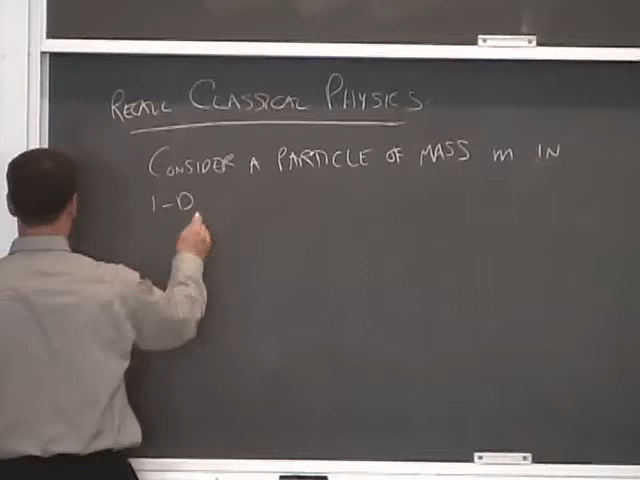 RECALL CLASSICAL PHYSICS
CONSIDER A PARTICLE OF MASS m IN
1-D